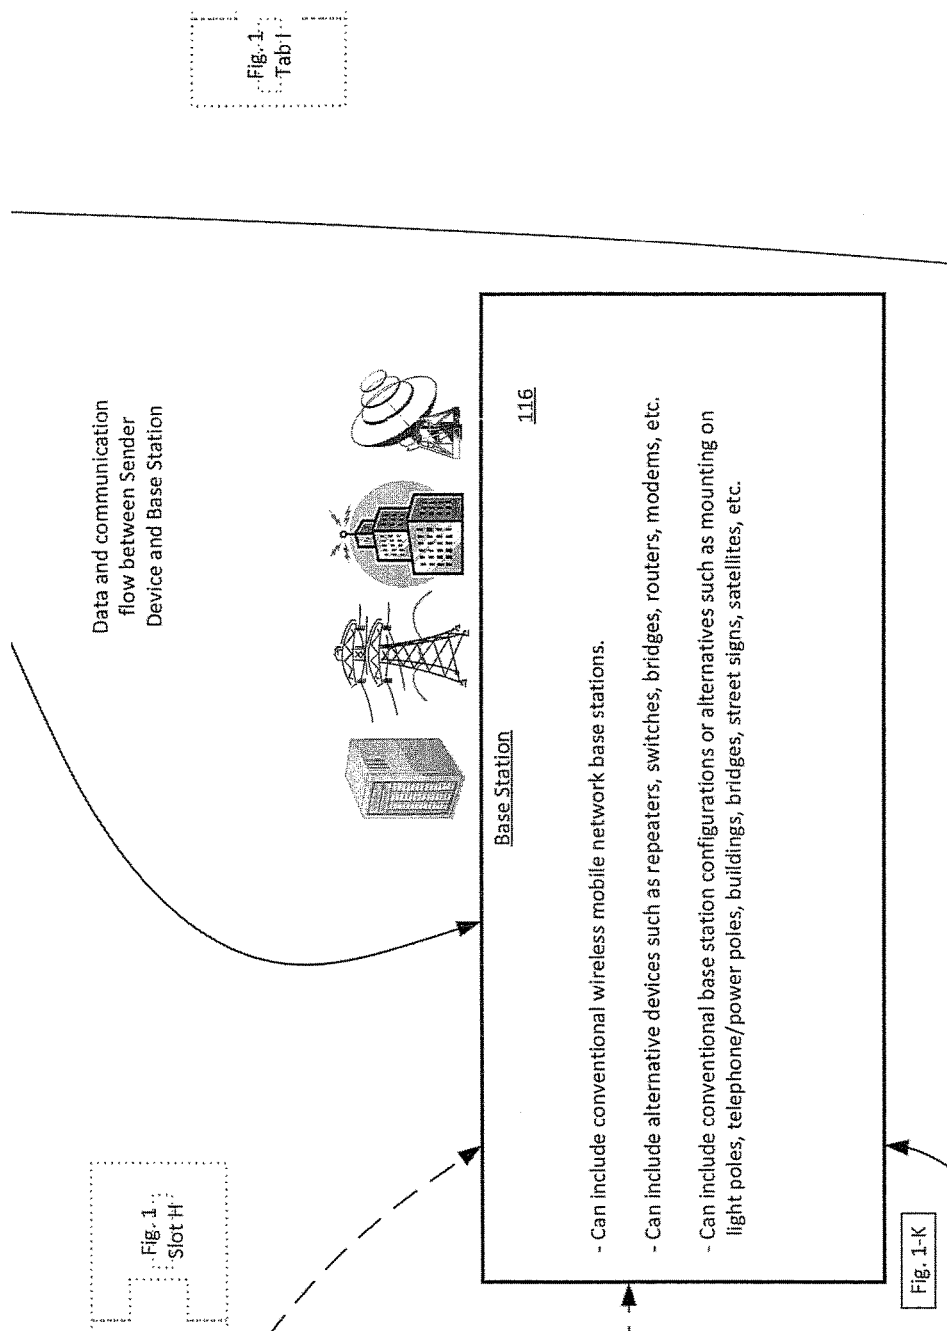 Fig. 1
Slot H
Fig. 1
Tab I
Data and communication
flow between Sender
Device and Base Station
Base Station
116
- Can include conventional wireless mobile network base stations.
- Can include alternative devices such as repeaters, switches, bridges, routers, modems, etc.
- Can include conventional base station configurations or alternatives such as mounting on
light poles, telephone/power poles, buildings, bridges, street signs, satellites, etc.
Fig. 1-K